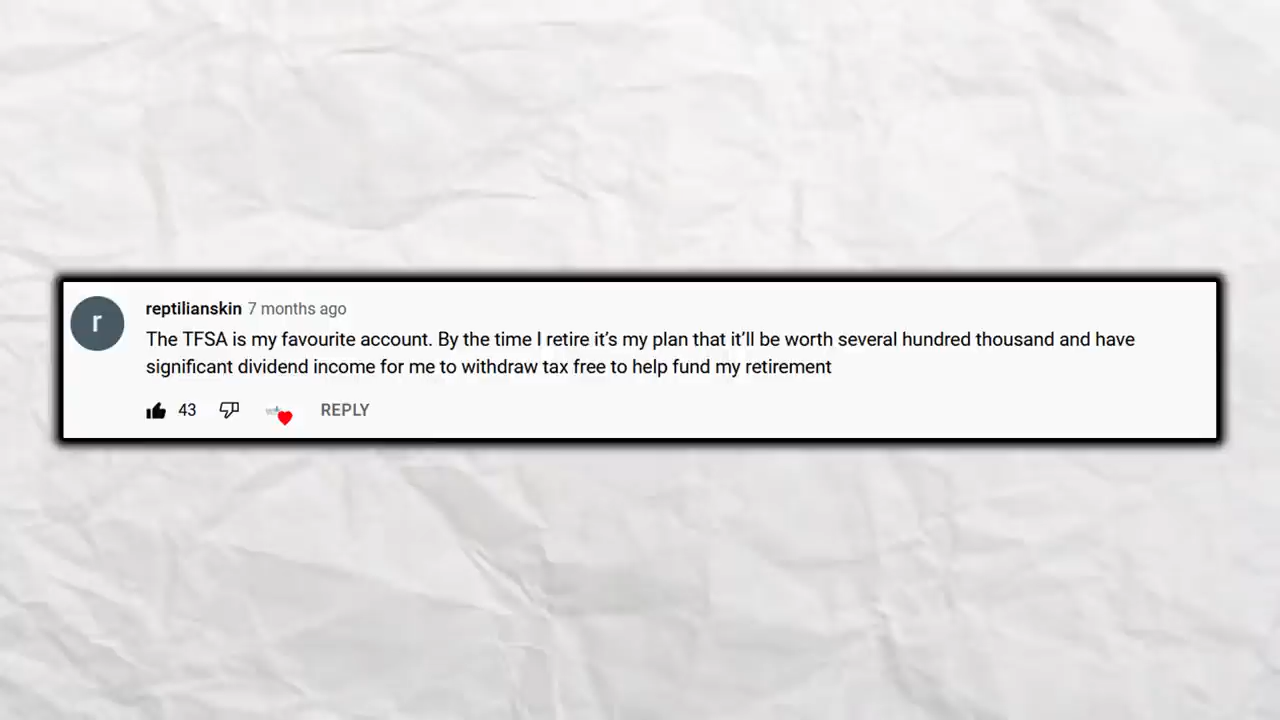 r
reptilianskin 7 months ago
The TFSA is my favourite account. By the time I retire it’s my plan that it’ll be worth several hundred thousand and have
significant dividend income for me to withdraw tax free to help fund my retirement
43 REPLY